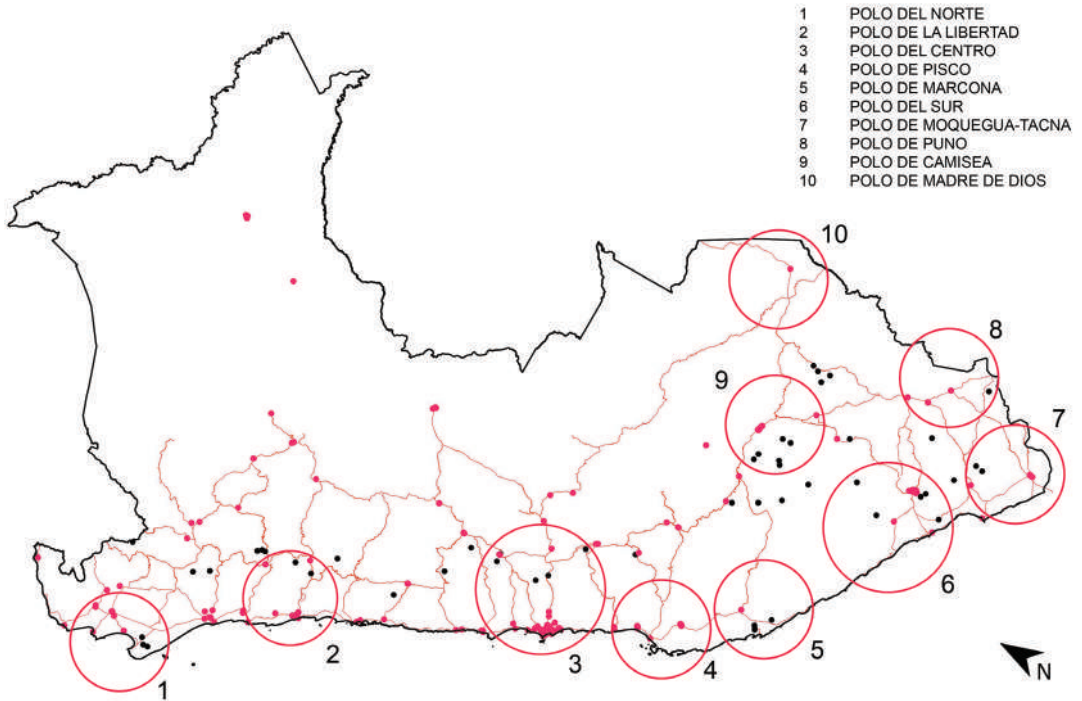 1 POLO DEL NORTE
2 POLO DE LA LIBERTAD
3 POLO DEL CENTRO
4 POLO DE PISCO
5 POLO DE MARCONA
6 POLO DEL SUR
7 POLO DE MOQUEGUA-TACNA
8 POLO DE PUNO
9 POLO DE CAMISEA
10 POLO DE MADRE DE DIOS
10
8
9
7
6
5
4
3
2
1
N